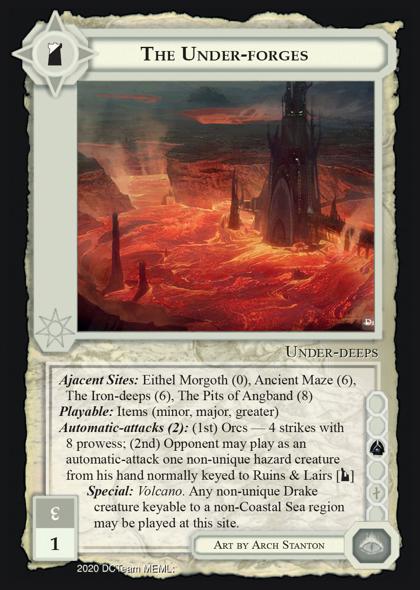 The Under-forges
Under-deeps
Ajacent Sites: Eithel Morgoth (0), Ancient Maze (6),
The Iron-deeps (6), The Pits of Angband (8)
Playable: Items (minor, major, greater)
Automatic-attacks (2): (1st) Orcs — 4 strikes with
8 prowess; (2nd) Opponent may play as an
automatic-attack one non-unique hazard creature
from his hand normally keyed to Ruins & Lairs []
Special: Volcano. Any non-unique Drake
creature keyable to a non-Coastal Sea region
may be played at this site.
ε
1
Art by Arch Stanton
2020 DCTeam MEML: